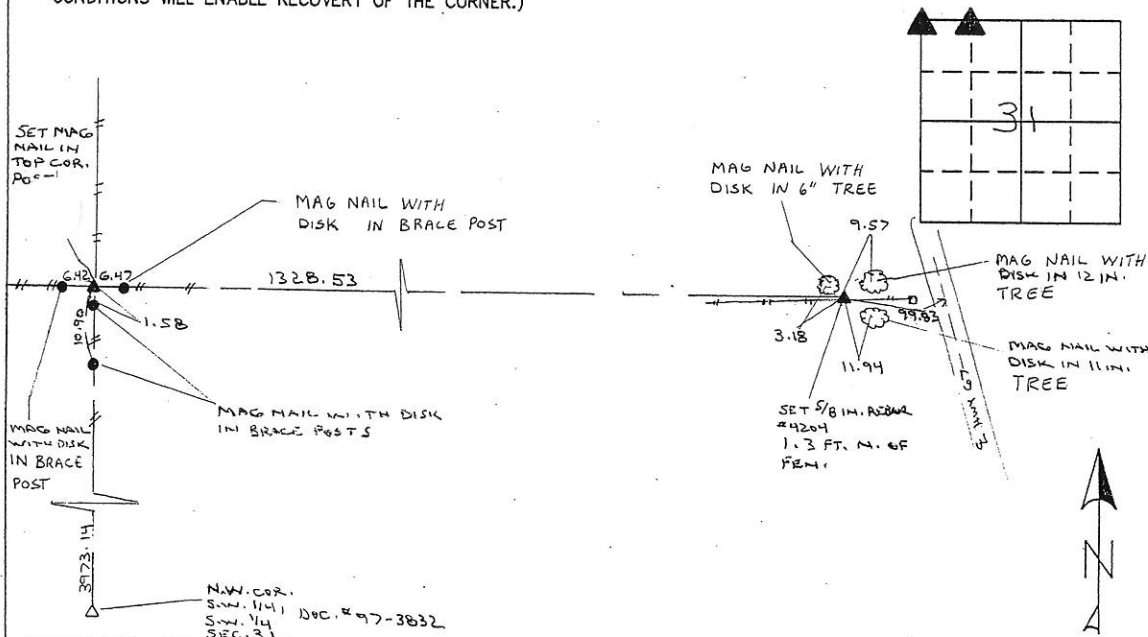 CONDITIONS WILL ENABLE RECOVERY OF THE CORNER.)
31
SET MAG
NAIL IN
TOP COR.
MAG NAIL WITH
DISK IN BRACE POST
MAG NAIL WITH
DISK IN 6" TREE
9.57
MAG NAIL WITH
DISK IN 12 IN.
TREE
6.42 6.47
1328.53
1.58
10.90
3.18
99.83
11.94
MAG NAIL WITH
DISK IN 11 IN.
TREE
MAG NAIL WITH DISK
IN BRACE POSTS
MAG NAIL
WITH DISK
IN BRACE
POST
SET 5/8 IN. REBAR
#4204
1.3 FT. N. OF
FEN.
HWY 67
N
3973.14
N.W. COR.
S.W. 1/4,
S.W. 1/4
SEC. 31
DOC. #97-3832